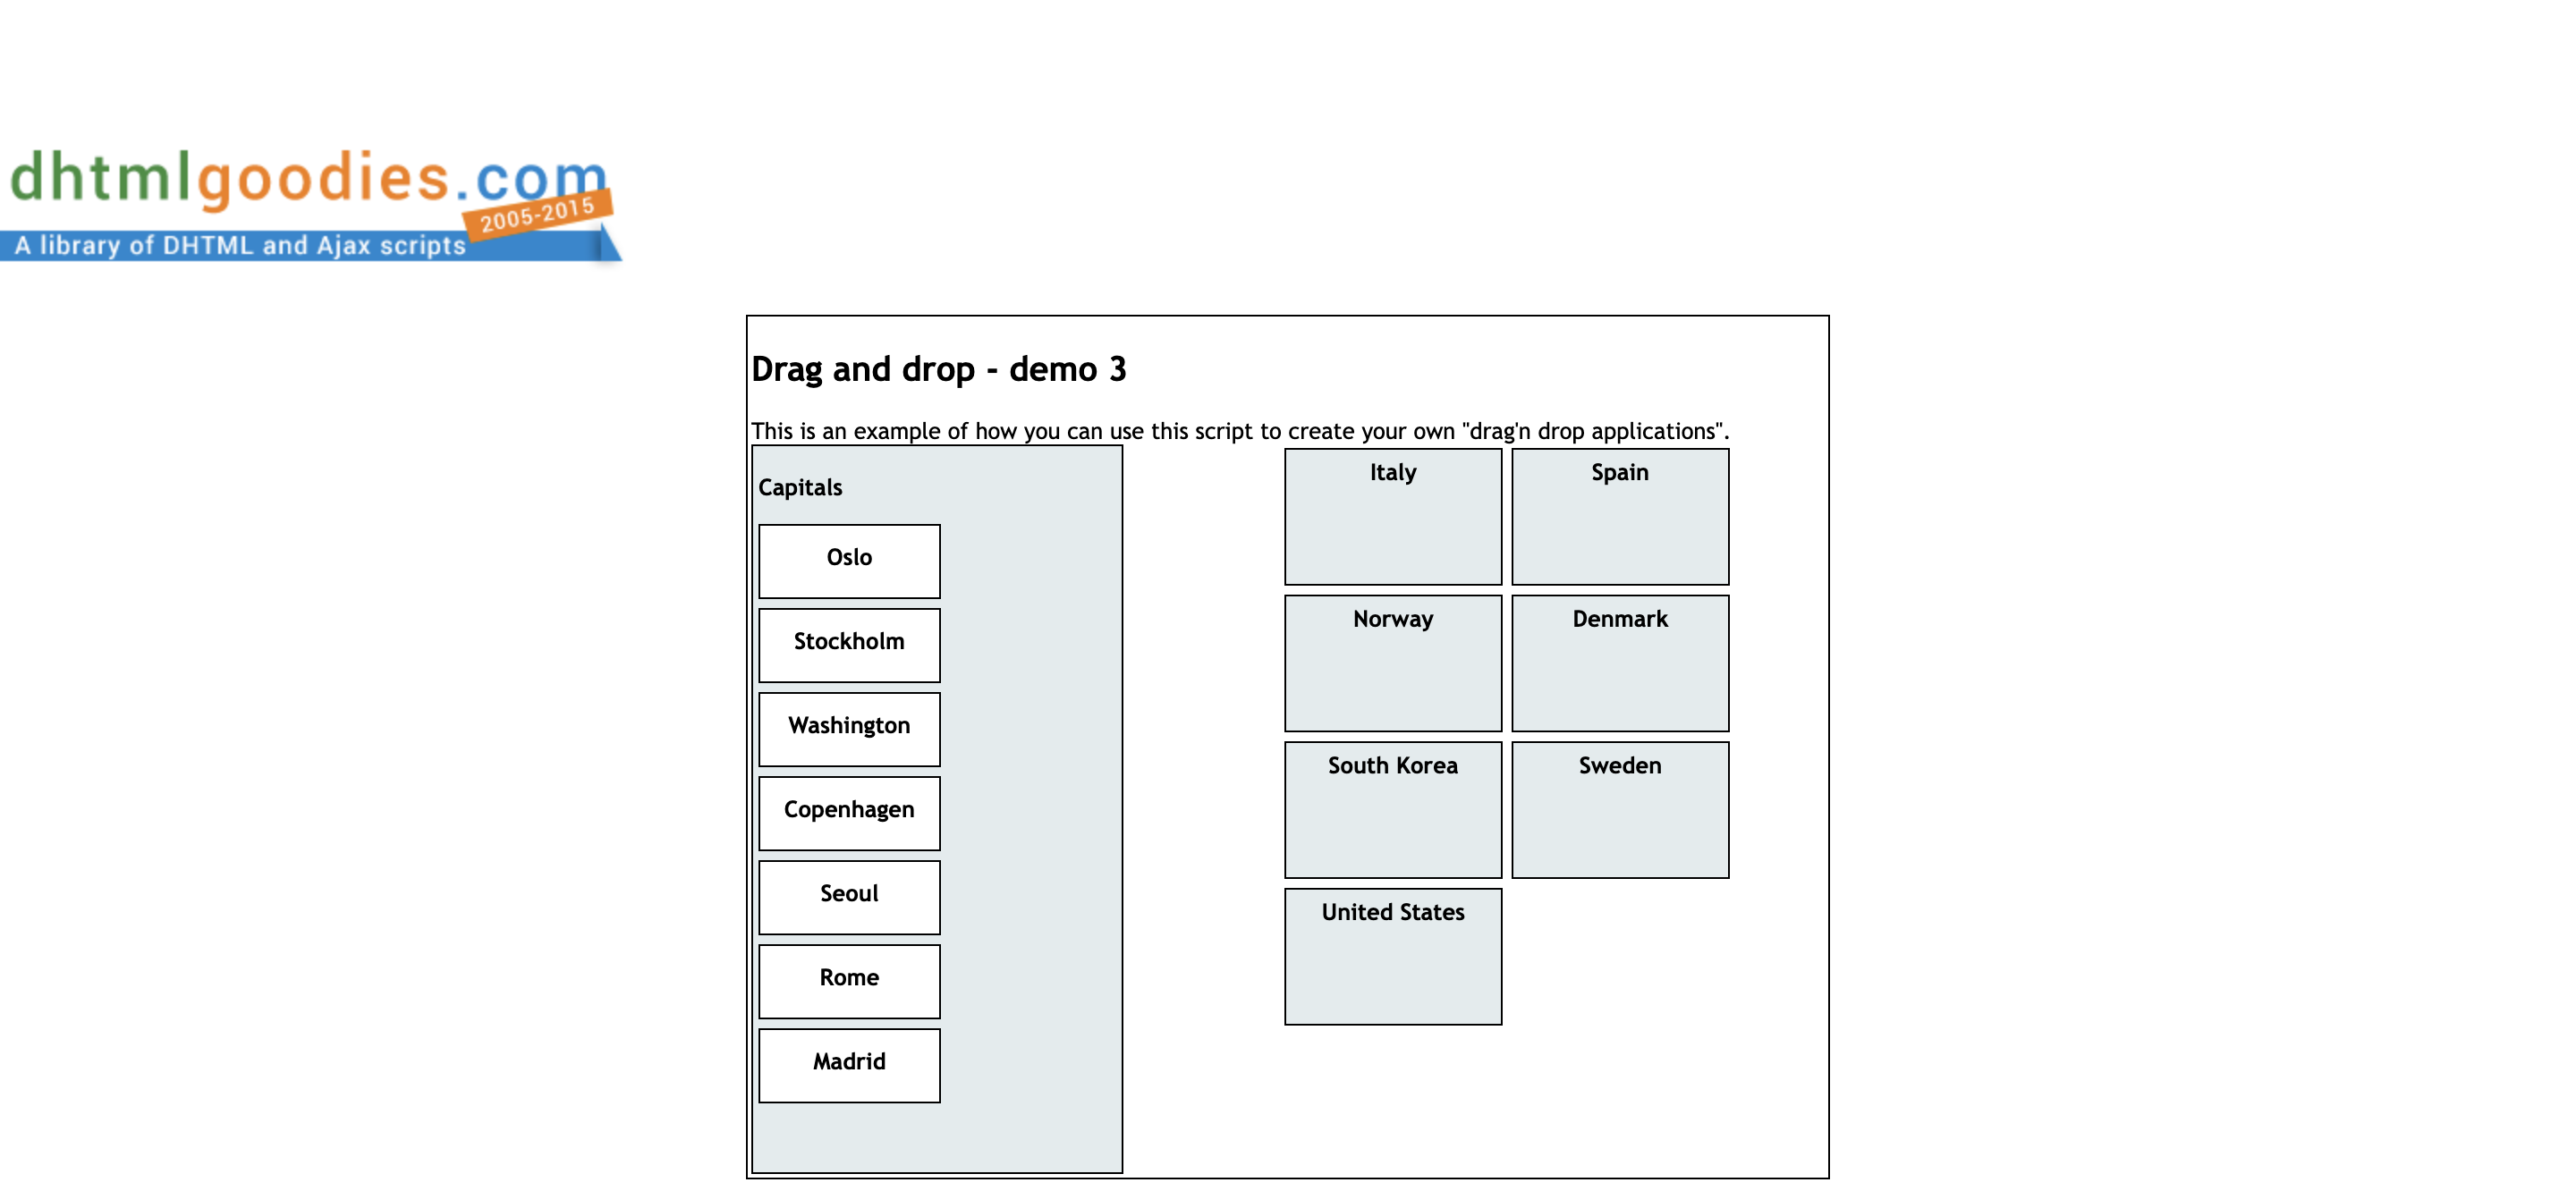 dhtmlgoodies.com
2005-2015
A library of DHTML and Ajax scripts
Drag and drop - demo 3
This is an example of how you can use this script to create your own "drag'n drop applications".
Capitals
Oslo
Stockholm
Washington
Copenhagen
Seoul
Rome
Madrid
Italy
Spain
Norway
Denmark
South Korea
Sweden
United States